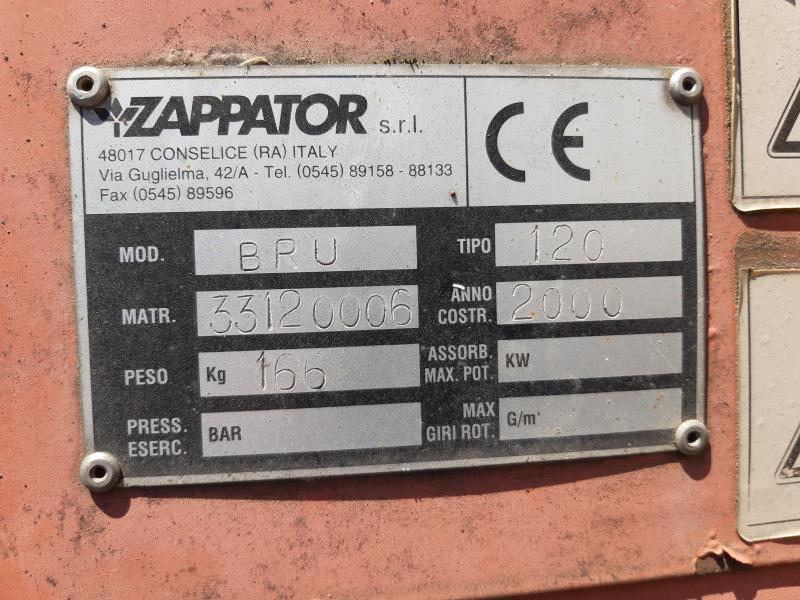 ZAPPATOR s.r.l.
48017 CONSELICE (RA) ITALY
Via Guglielma, 42/A - Tel. (0545) 89158 - 88133
Fax (0545) 89596
CE
MOD. BRU TIPO 120
MATR. 33120006 ANNO COSTR. 2000
PESO Kg 166 ASSORB. MAX. POT. KW
PRESS. ESERC. BAR MAX GIRI ROT. G/m'